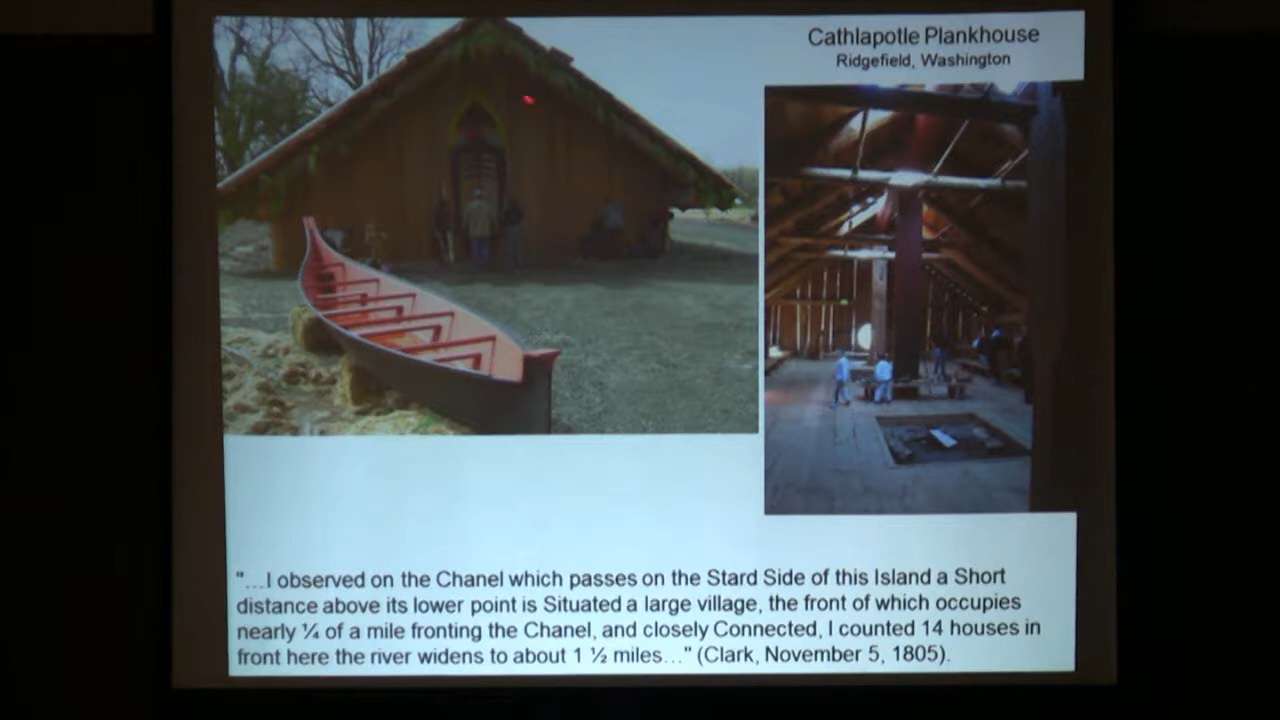 Cathlapotle Plankhouse
Ridgefield, Washington
"...I observed on the Chanel which passes on the Stard Side of this Island a Short
distance above its lower point is Situated a large village, the front of which occupies
nearly ¼ of a mile fronting the Chanel, and closely Connected, I counted 14 houses in
front here the river widens to about 1 ½ miles..." (Clark, November 5, 1805).